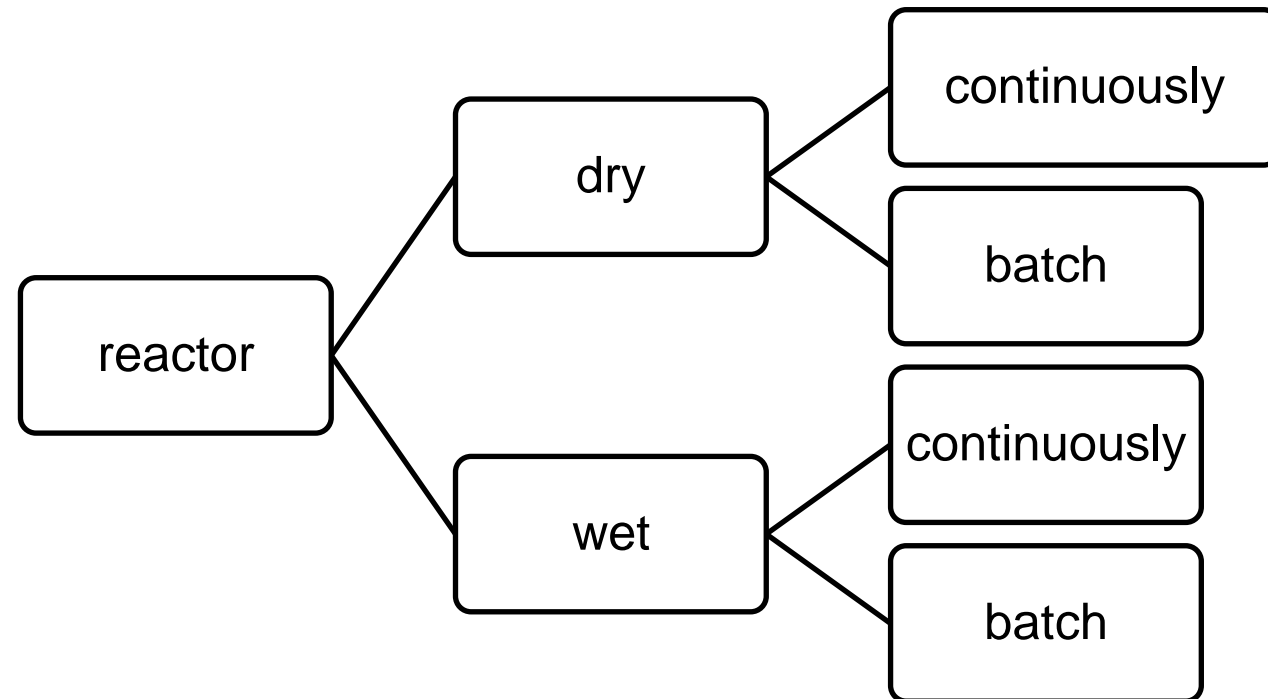 reactor
dry
continuously
batch
wet
continuously
batch